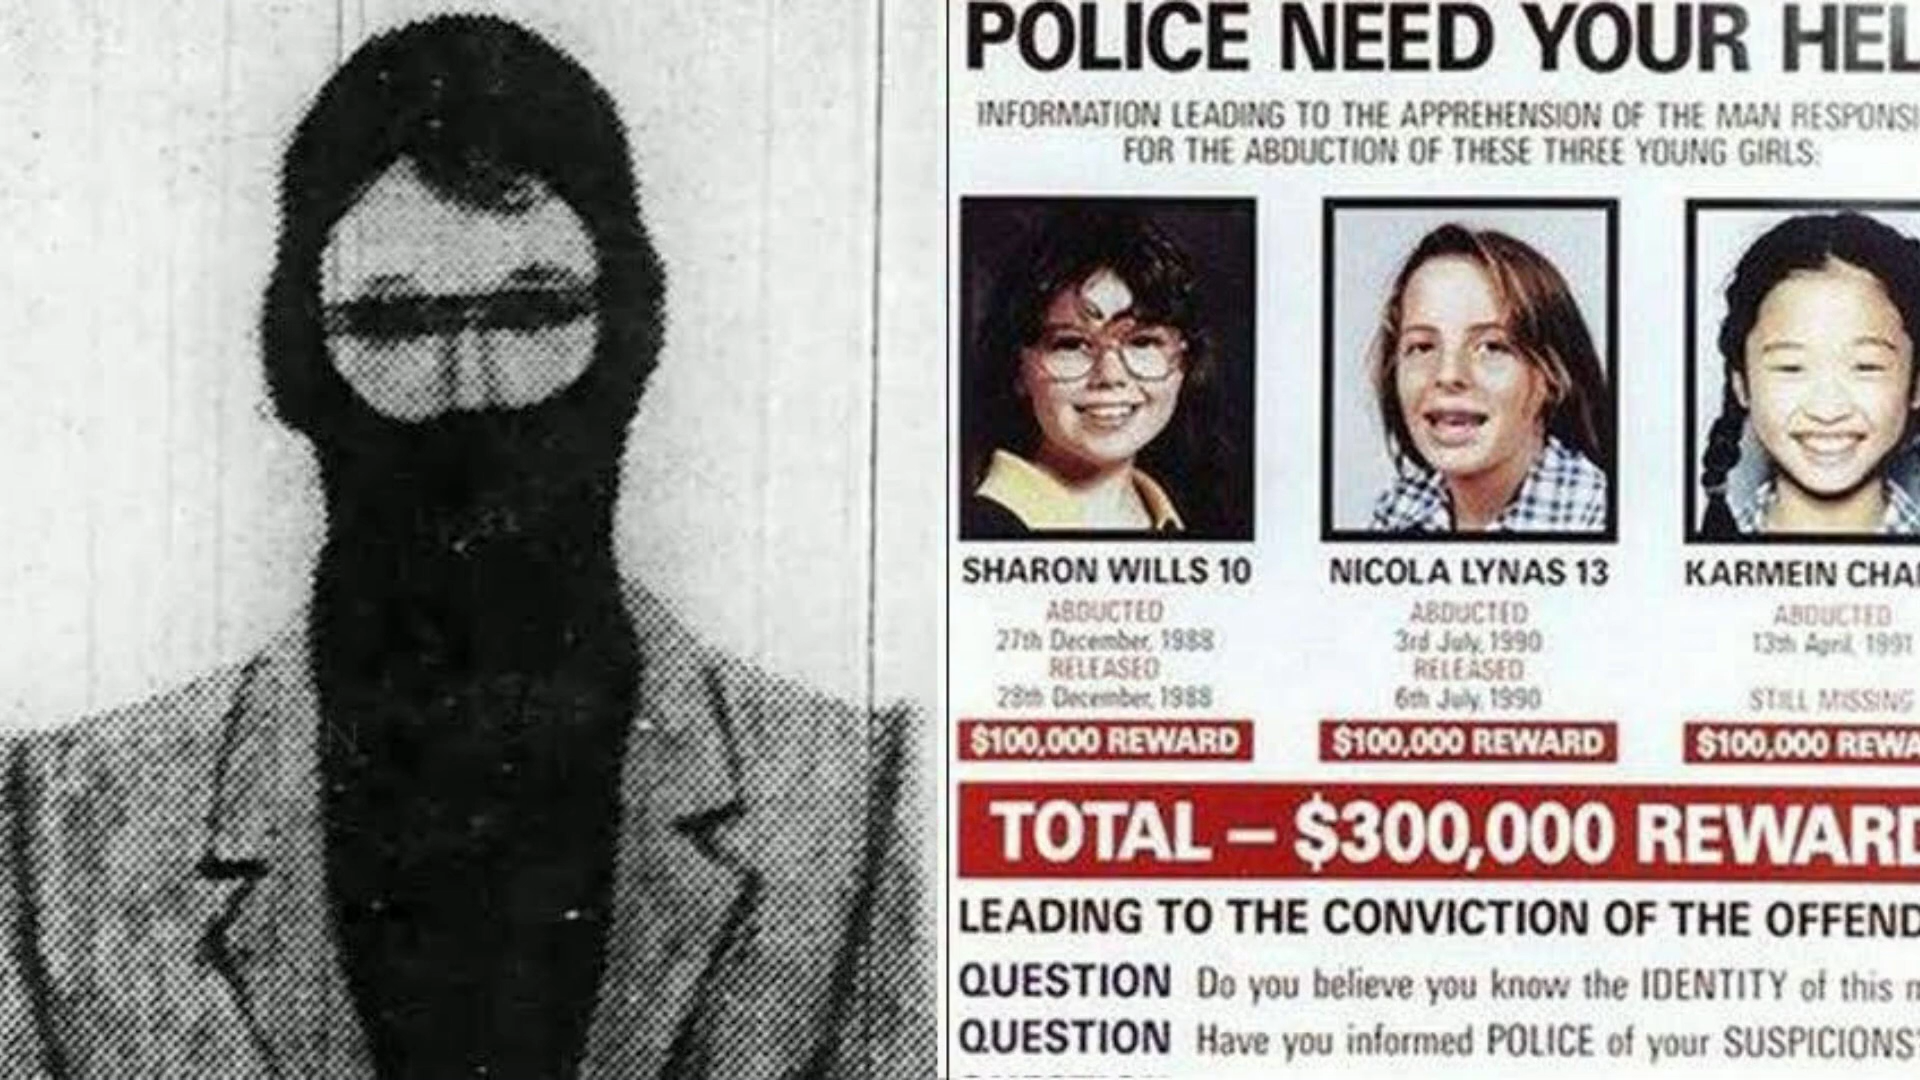 POLICE NEED YOUR HEL
INFORMATION LEADING TO THE APPREHENSION OF THE MAN RESPONSI
FOR THE ABDUCTION OF THESE THREE YOUNG GIRLS:
SHARON WILLS 10
NICOLA LYNAS 13
KARMEIN CHA
ABDUCTED
27th December, 1988
RELEASED
28th December, 1988
ABDUCTED
3rd July, 1990
RELEASED
6th July, 1990
ABDUCTED
13th April, 1991
STILL MISSING
$100,000 REWARD
$100,000 REWARD
$100,000 REWA
TOTAL – $300,000 REWARD
LEADING TO THE CONVICTION OF THE OFFEND
QUESTION Do you believe you know the IDENTITY of this m
QUESTION Have you informed POLICE of your SUSPICIONS